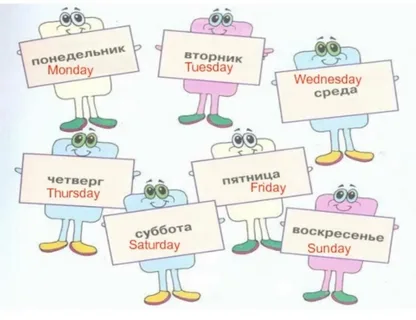 понедельник
Monday
вторник
Tuesday
Wednesday
среда
четверг
Thursday
пятница
Friday
суббота
Saturday
воскресенье
Sunday